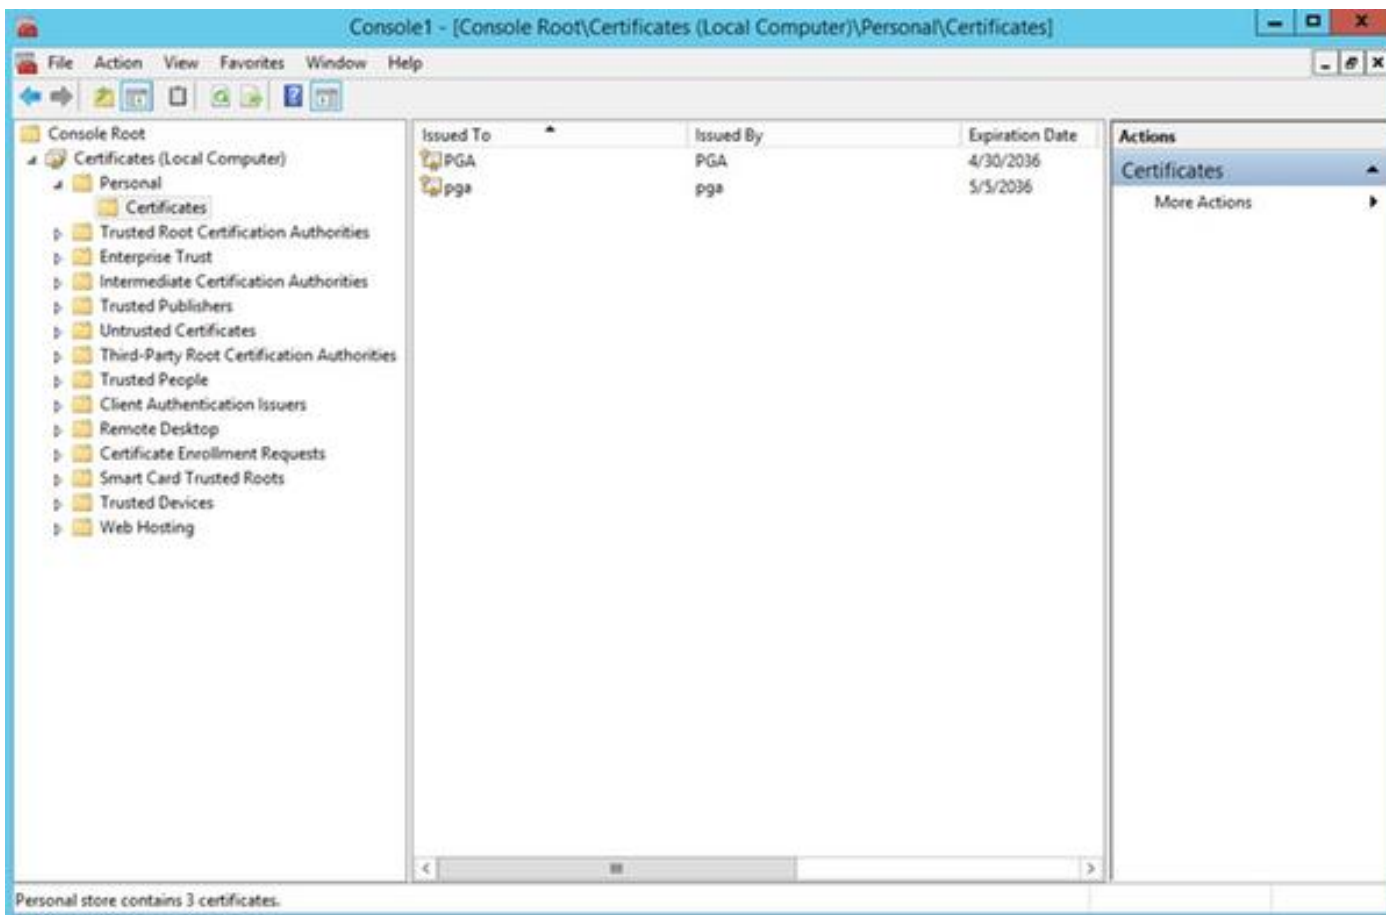 Console1 - [Console Root\Certificates (Local Computer)\Personal\Certificates]
File Action View Favorites Window Help
Console Root
Certificates (Local Computer)
Personal
Certificates
Trusted Root Certification Authorities
Enterprise Trust
Intermediate Certification Authorities
Trusted Publishers
Untrusted Certificates
Third-Party Root Certification Authorities
Trusted People
Client Authentication Issuers
Remote Desktop
Certificate Enrollment Requests
Smart Card Trusted Roots
Trusted Devices
Web Hosting
Issued To Issued By Expiration Date
PGA PGA 4/30/2036
pga pga 5/5/2036
Actions
Certificates
More Actions
Personal store contains 3 certificates.